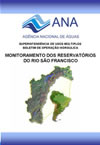 ANA
AGÊNCIA NACIONAL DE ÁGUAS
SUPERINTENDÊNCIA DE USOS MÚLTIPLOS
BOLETIM DE OPERAÇÃO HIDRÁULICA
MONITORAMENTO DOS RESERVATÓRIOS
DO RIO SÃO FRANCISCO